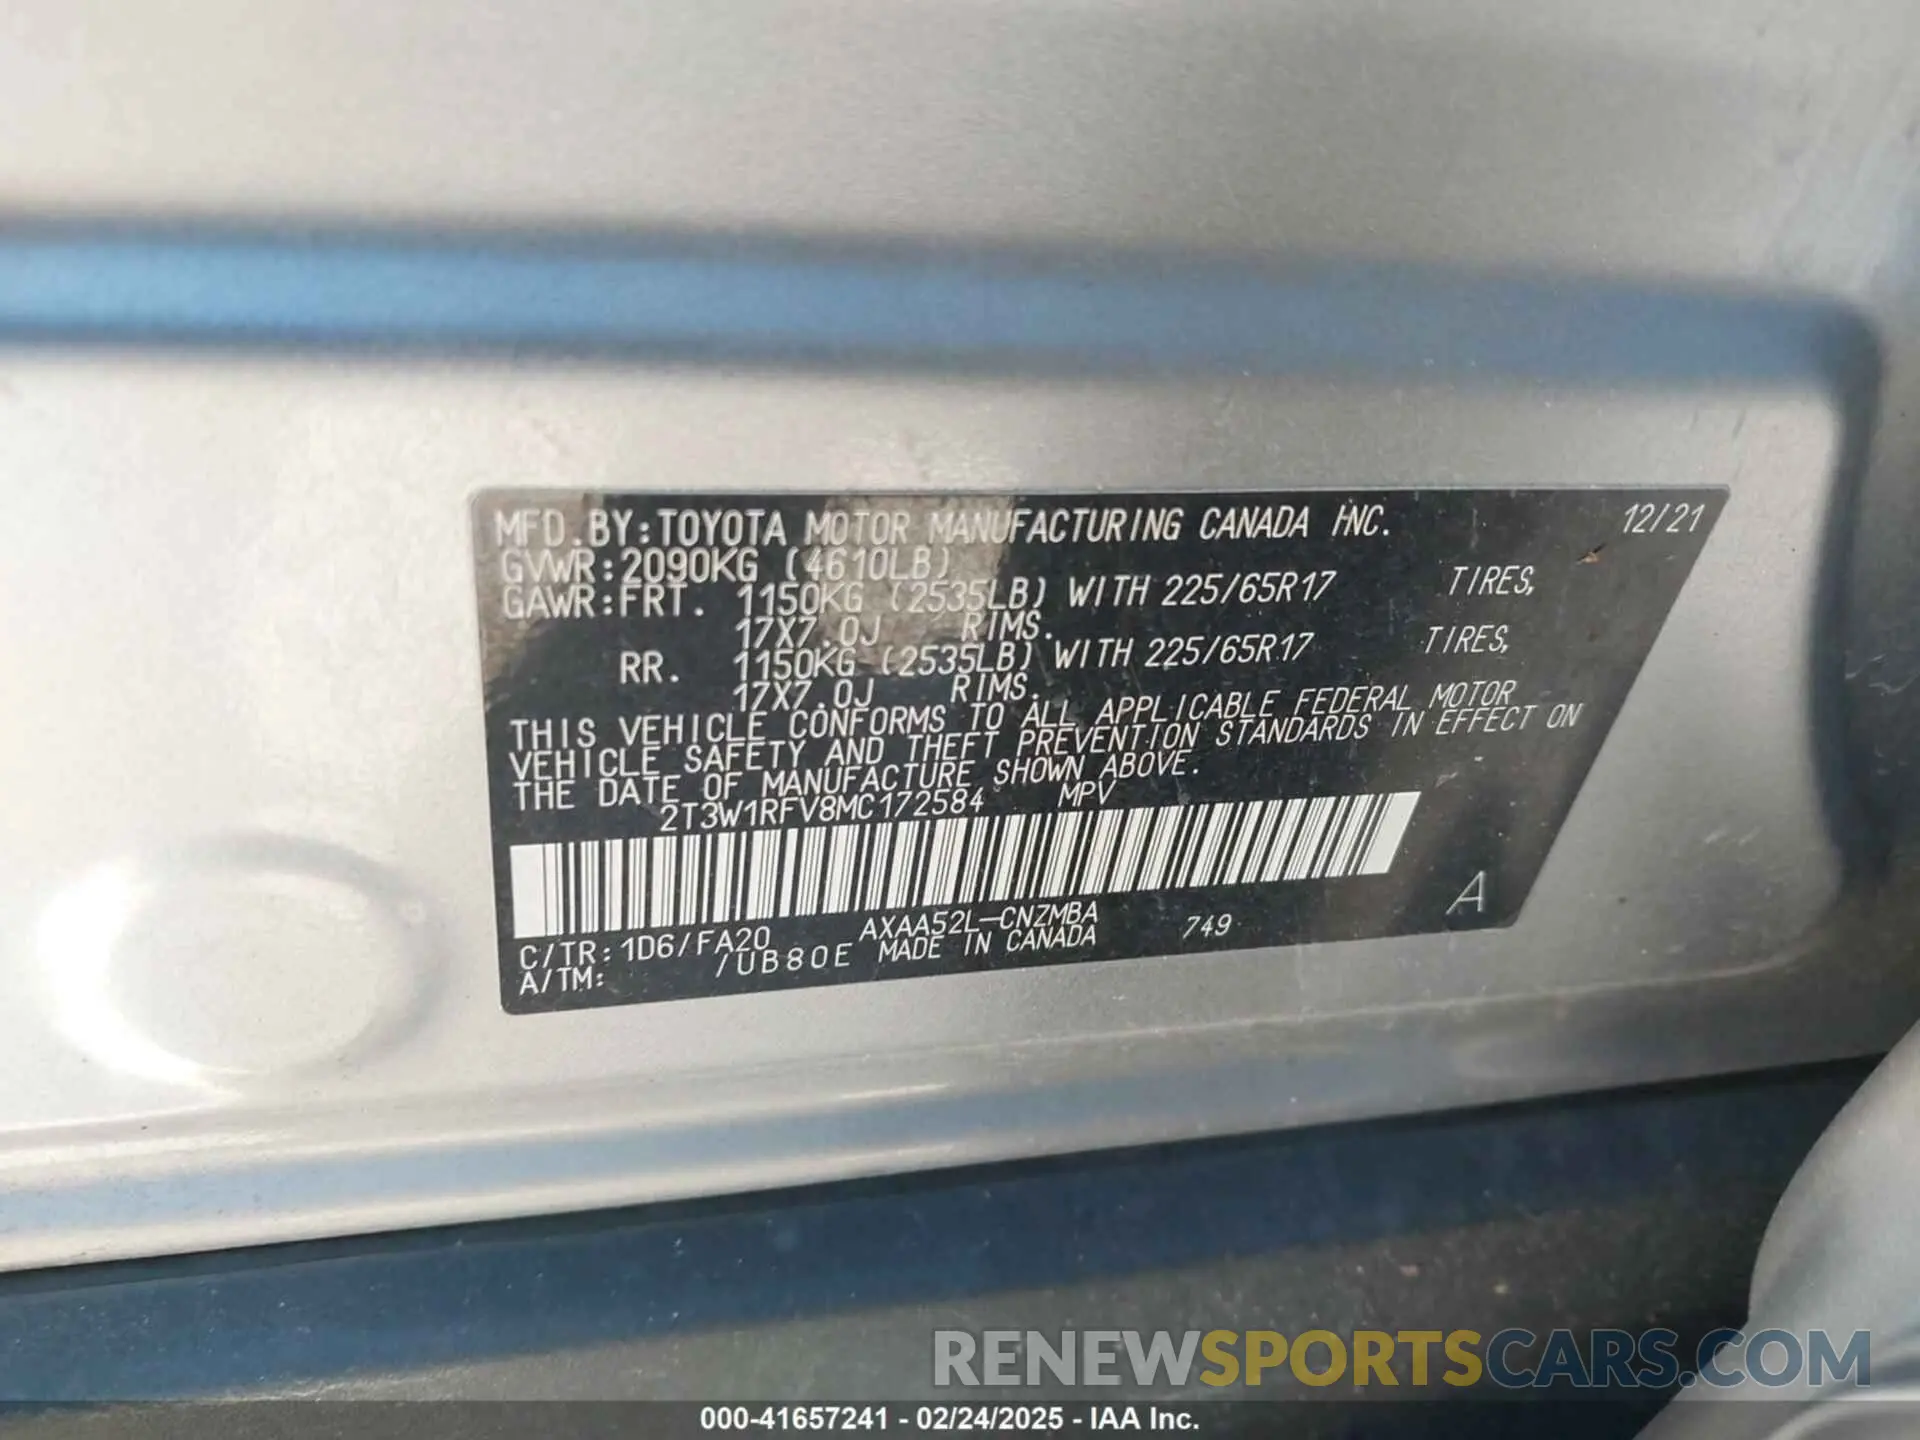 MFD.BY:TOYOTA MOTOR MANUFACTURING CANADA INC. 12/21
GVWR:2090KG (4610LB)
GAWR:FRT. 1150KG (2535LB) WITH 225/65R17 TIRES,
17X7.0J RIMS.
RR. 1150KG (2535LB) WITH 225/65R17 TIRES,
17X7.0J RIMS.
THIS VEHICLE CONFORMS TO ALL APPLICABLE FEDERAL MOTOR
VEHICLE SAFETY AND THEFT PREVENTION STANDARDS IN EFFECT ON
THE DATE OF MANUFACTURE SHOWN ABOVE.
2T3W1RFV8MC172584 MPV
C/TR:1D6/FA20 AXAA52L-CNZMBA 749 A
A/TM: /UB80E MADE IN CANADA
RENEWSPORTSCARS.COM
000-41657241 - 02/24/2025 - IAA Inc.